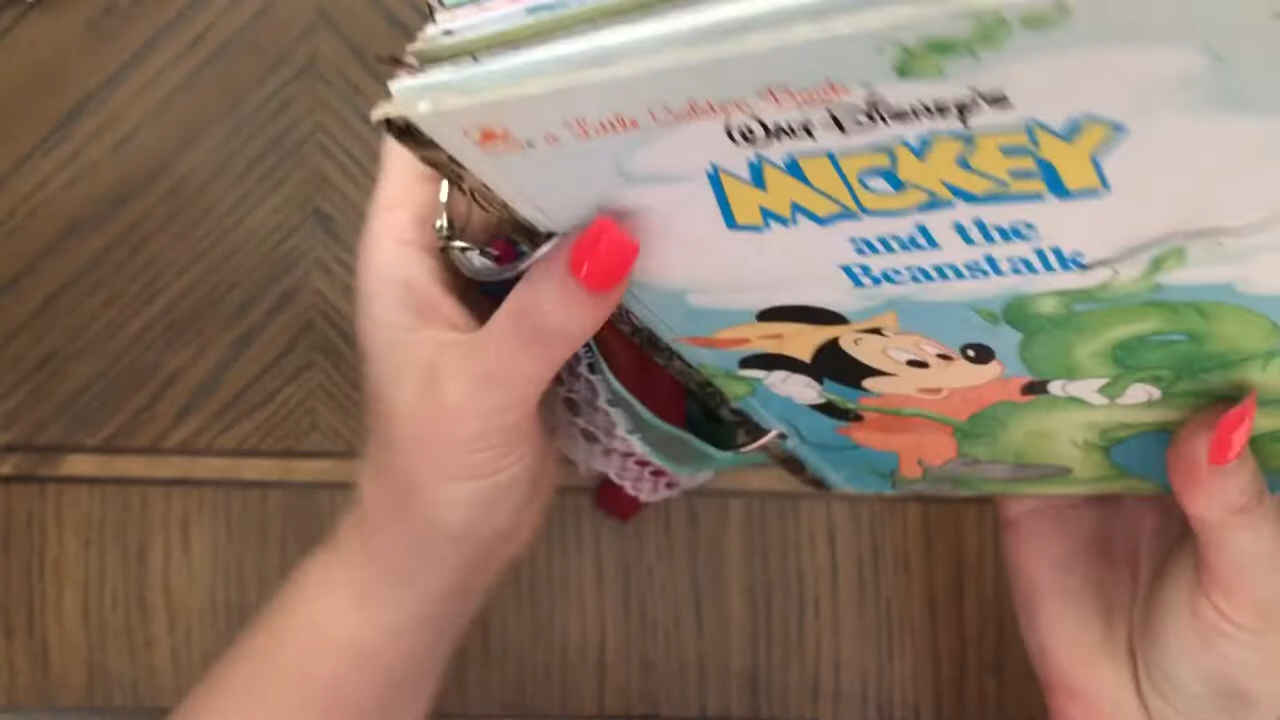 a Little Golden Book
Walt Disney's
MICKEY
and the
Beanstalk